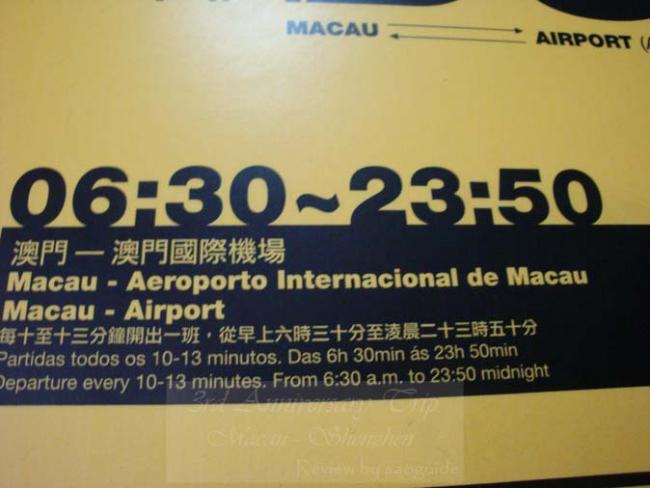 MACAU
AIRPORT
06:30~23:50
澳門 — 澳門國際機場
Macau - Aeroporto Internacional de Macau
Macau - Airport
每十至十三分鐘開出一班，從早上六時三十分至淩晨二十三時五十分
Partidas todos os 10-13 minutos. Das 6h 30min ás 23h 50min
Departure every 10-13 minutes. From 6:30 a.m. to 23:50 midnight
3rd Anniversary Trip
Macau - Shenzhen
Review by aaoguide